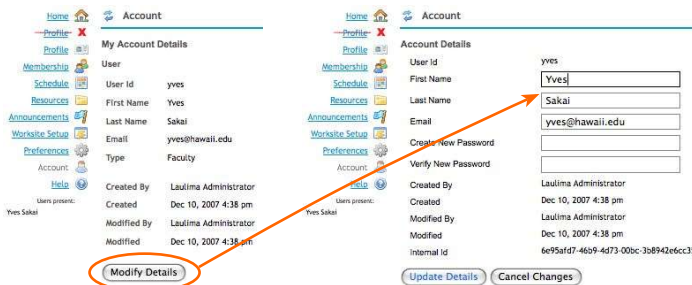 Home
Profile
Profile
Membership
Schedule
Resources
Announcements
Worksite Setup
Preferences
Account
Help
Users present:
Yves Sakai
Account
My Account Details
User
User Id yves
First Name Yves
Last Name Sakai
Email yves@hawaii.edu
Type Faculty
Created By Laulima Administrator
Created Dec 10, 2007 4:38 pm
Modified By Laulima Administrator
Modified Dec 10, 2007 4:38 pm
Modify Details
Home
Profile
Profile
Membership
Schedule
Resources
Announcements
Worksite Setup
Preferences
Account
Help
Users present:
Yves Sakai
Account
Account Details
User Id yves
First Name Yves
Last Name Sakai
Email yves@hawaii.edu
Create New Password
Verify New Password
Created By Laulima Administrator
Created Dec 10, 2007 4:38 pm
Modified By Laulima Administrator
Modified Dec 10, 2007 4:38 pm
Internal Id 6e95afd7-46b9-4d73-00bc-3b8942e6cc3
Update Details Cancel Changes